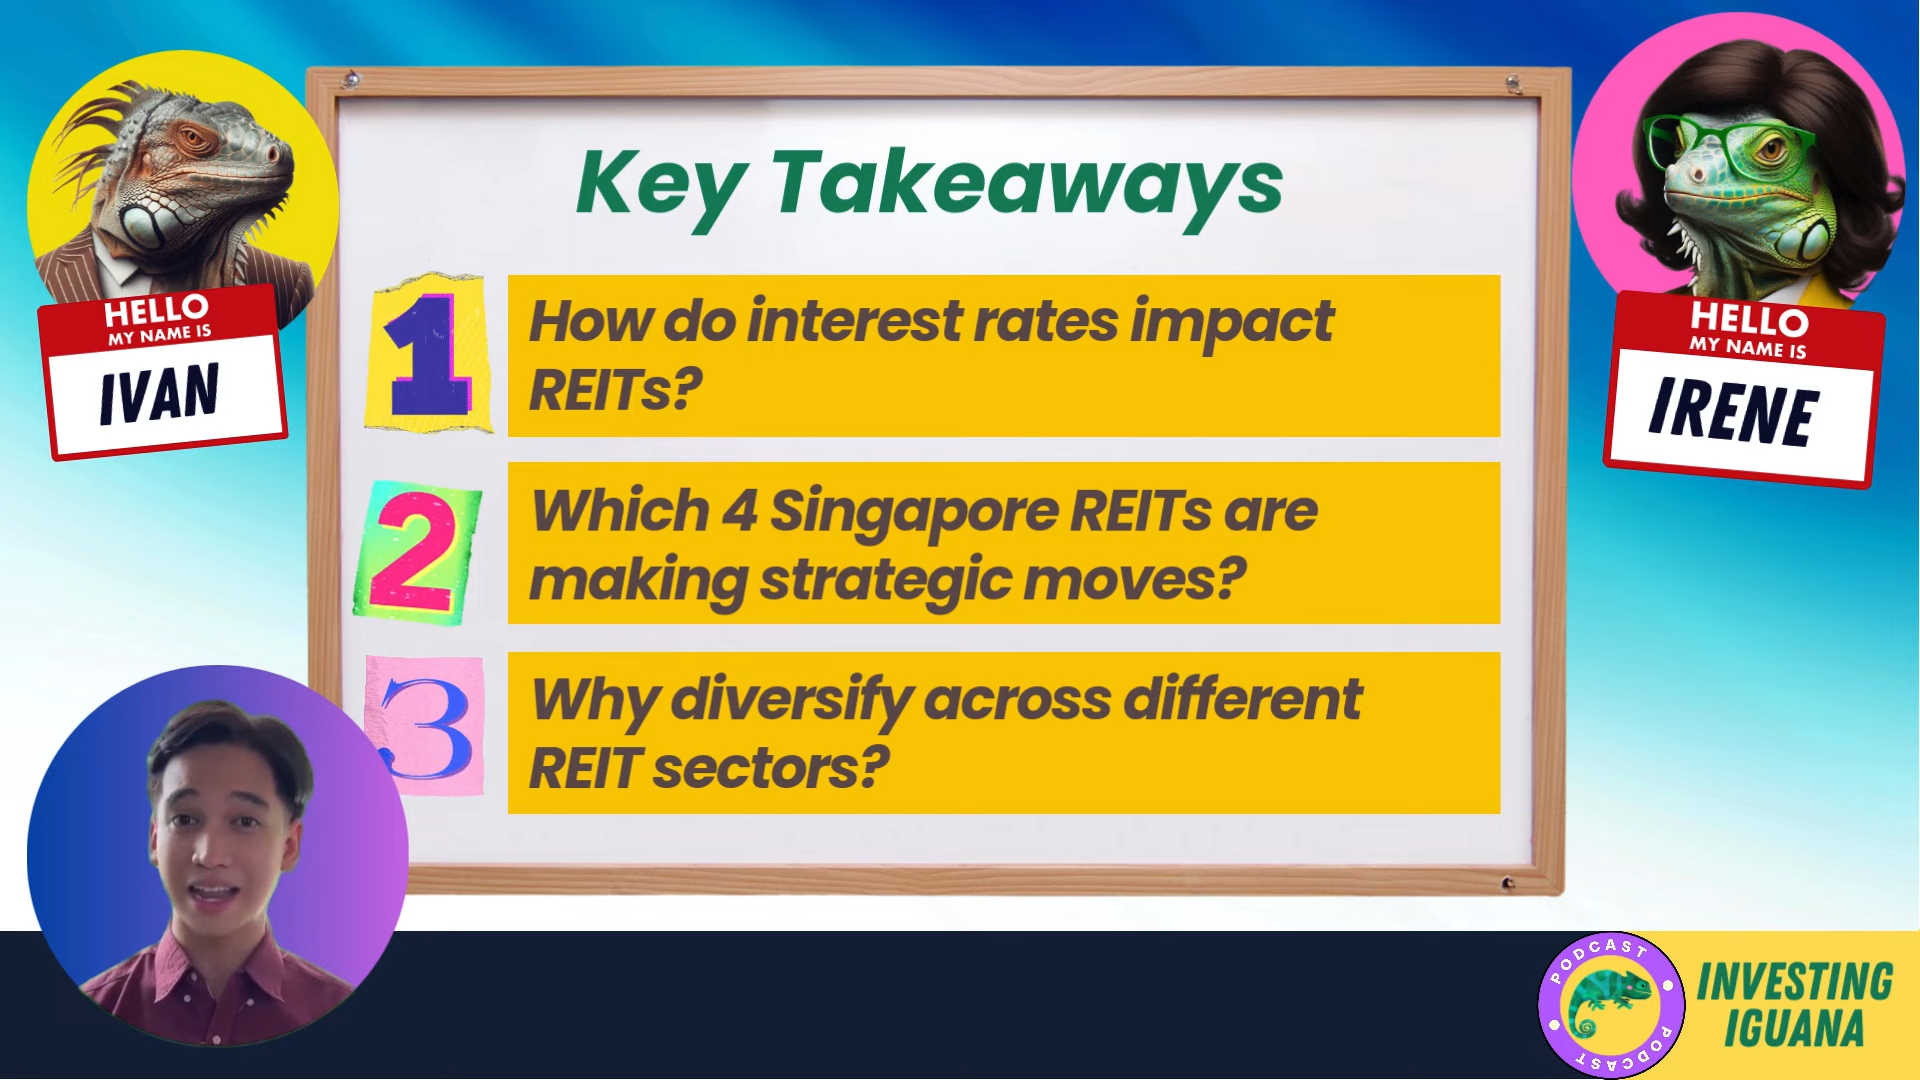 Key Takeaways
HELLO
MY NAME IS
IVAN
HELLO
MY NAME IS
IRENE
1
How do interest rates impact
REITs?
2
Which 4 Singapore REITs are
making strategic moves?
3
Why diversify across different
REIT sectors?
PODCAST
PODCAST
INVESTING
IGUANA